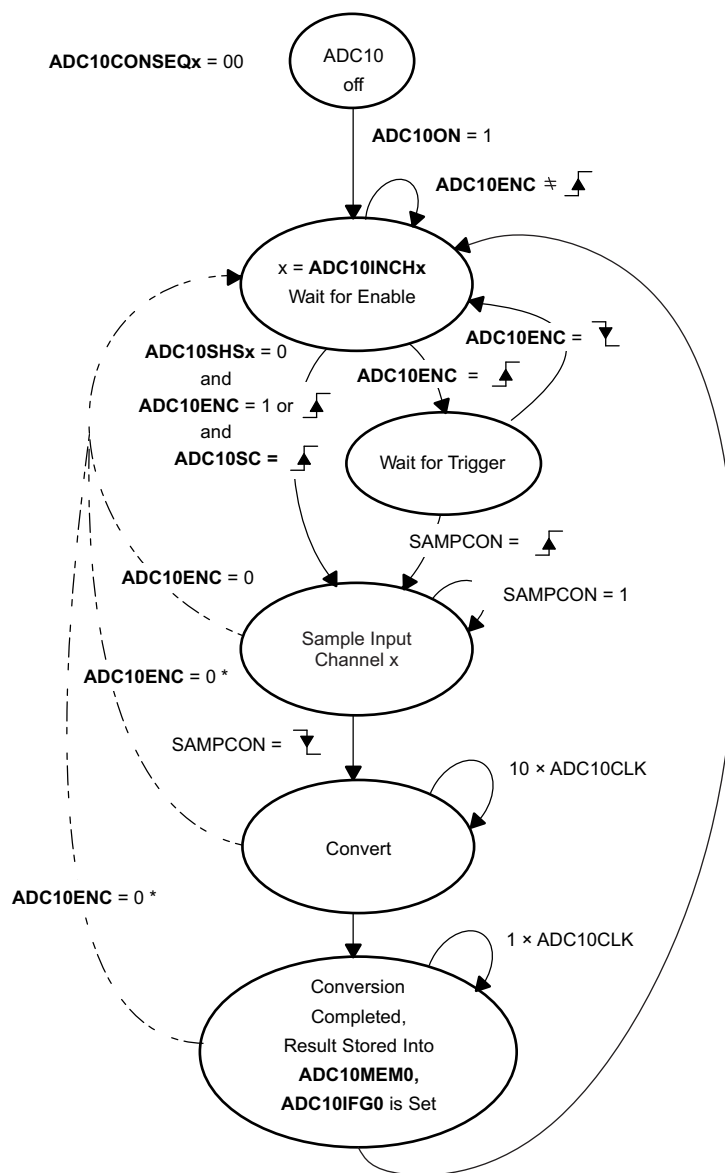 ADC10CONSEQx = 00
ADC10
off
ADC10ON = 1
ADC10ENC ≠
x = ADC10INCHx
Wait for Enable
ADC10SHSx = 0
and
ADC10ENC = 1 or
and
ADC10SC =
ADC10ENC =
ADC10ENC =
Wait for Trigger
SAMPCON =
SAMPCON = 1
ADC10ENC = 0
Sample Input
Channel x
ADC10ENC = 0 *
SAMPCON =
10 × ADC10CLK
Convert
ADC10ENC = 0 *
1 × ADC10CLK
Conversion
Completed,
Result Stored Into
ADC10MEM0,
ADC10IFG0 is Set